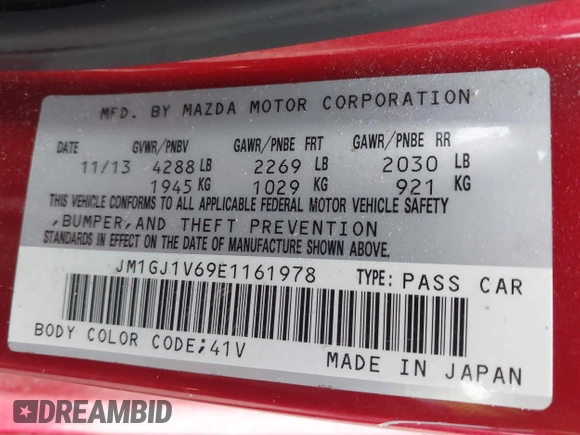 MFD. BY MAZDA MOTOR CORPORATION
DATE GVWR/PNBV GAWR/PNBE FRT GAWR/PNBE RR
11/13 4288 LB 2269 LB 2030 LB
1945 KG 1029 KG 921 KG
THIS VEHICLE CONFORMS TO ALL APPLICABLE FEDERAL MOTOR VEHICLE SAFETY
,BUMPER,AND THEFT PREVENTION
STANDARDS IN EFFECT ON THE DATE OF MANUFACTURE SHOWN ABOVE.
JM1GJ1V69E1161978 TYPE: PASS CAR
BODY COLOR CODE;41V
MADE IN JAPAN
DREAMBID